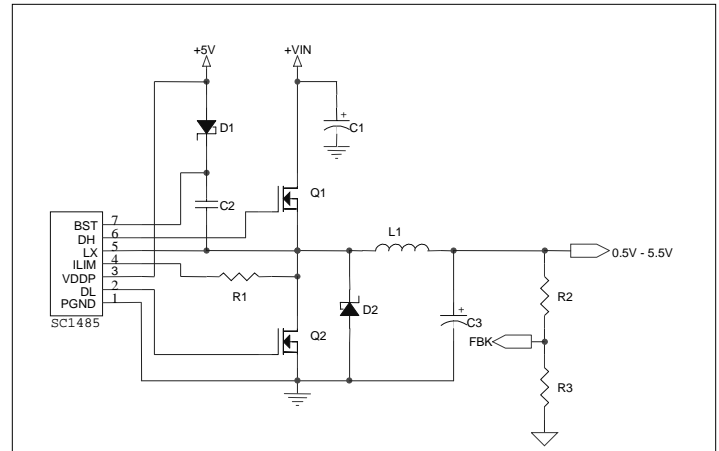 +5V
+VIN
D1
+
C1
Q1
C2
BST 7
DH 6
LX 5
ILIM 4
VDDP 3
DL 2
PGND 1
SC1485
R1
L1
0.5V - 5.5V
D2
+
C3
R2
FBK
Q2
R3